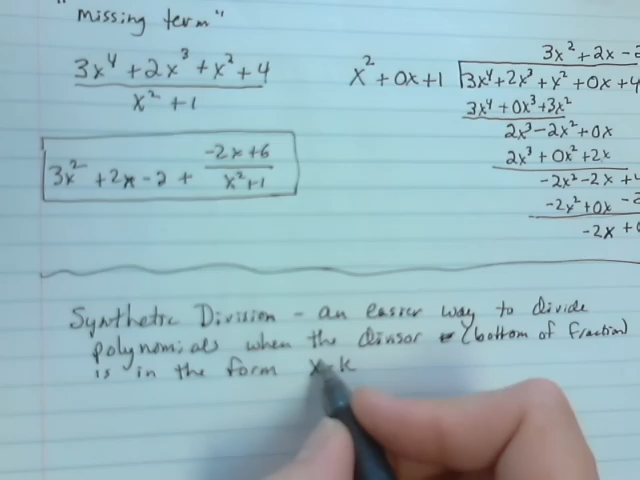 "missing term"
3x⁴ + 2x³ + x² + 4
x² + 1
3x² + 2x - 2 + -2x + 6
x² + 1
3x² + 2x - 2
x² + 0x + 1 3x⁴ + 2x³ + x² + 0x + 4
3x⁴ + 0x³ + 3x²
2x³ - 2x² + 0x
2x³ + 0x² + 2x
-2x² - 2x + 4
-2x² + 0x - 2
-2x +
Synthetic Division - an easier way to divide
polynomials when the divisor (bottom of fraction)
is in the form x-k